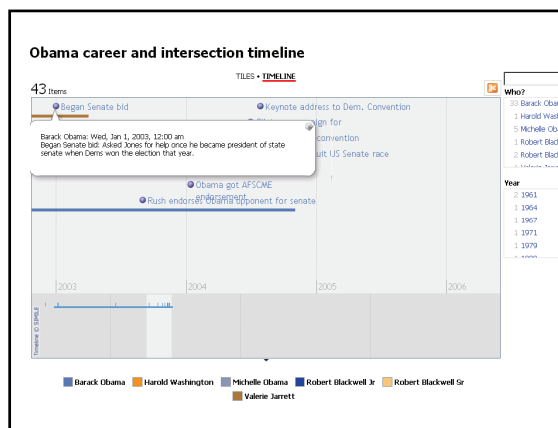 Obama career and intersection timeline
TILES • TIMELINE
43 Items
Began Senate bid
Keynote address to Dem. Convention
Barack Obama: Wed, Jan 1, 2003, 12:00 am
Began Senate bid: Asked Jones for help once he became president of state
senate when Dems won the election that year.
for
convention
US Senate race
Obama got AFSCME
endorsement
Rush endorses Obama opponent for senate
2003 2004 2005 2006
Timeline © SIMILE
Barack Obama Harold Washington Michelle Obama Robert Blackwell Jr Robert Blackwell Sr
Valerie Jarrett
Who?
33 Barack Obam
1 Harold Wash
5 Michelle Ob
1 Robert Blac
2 Robert Blac
Year
2 1961
1 1964
1 1967
1 1971
1 1979